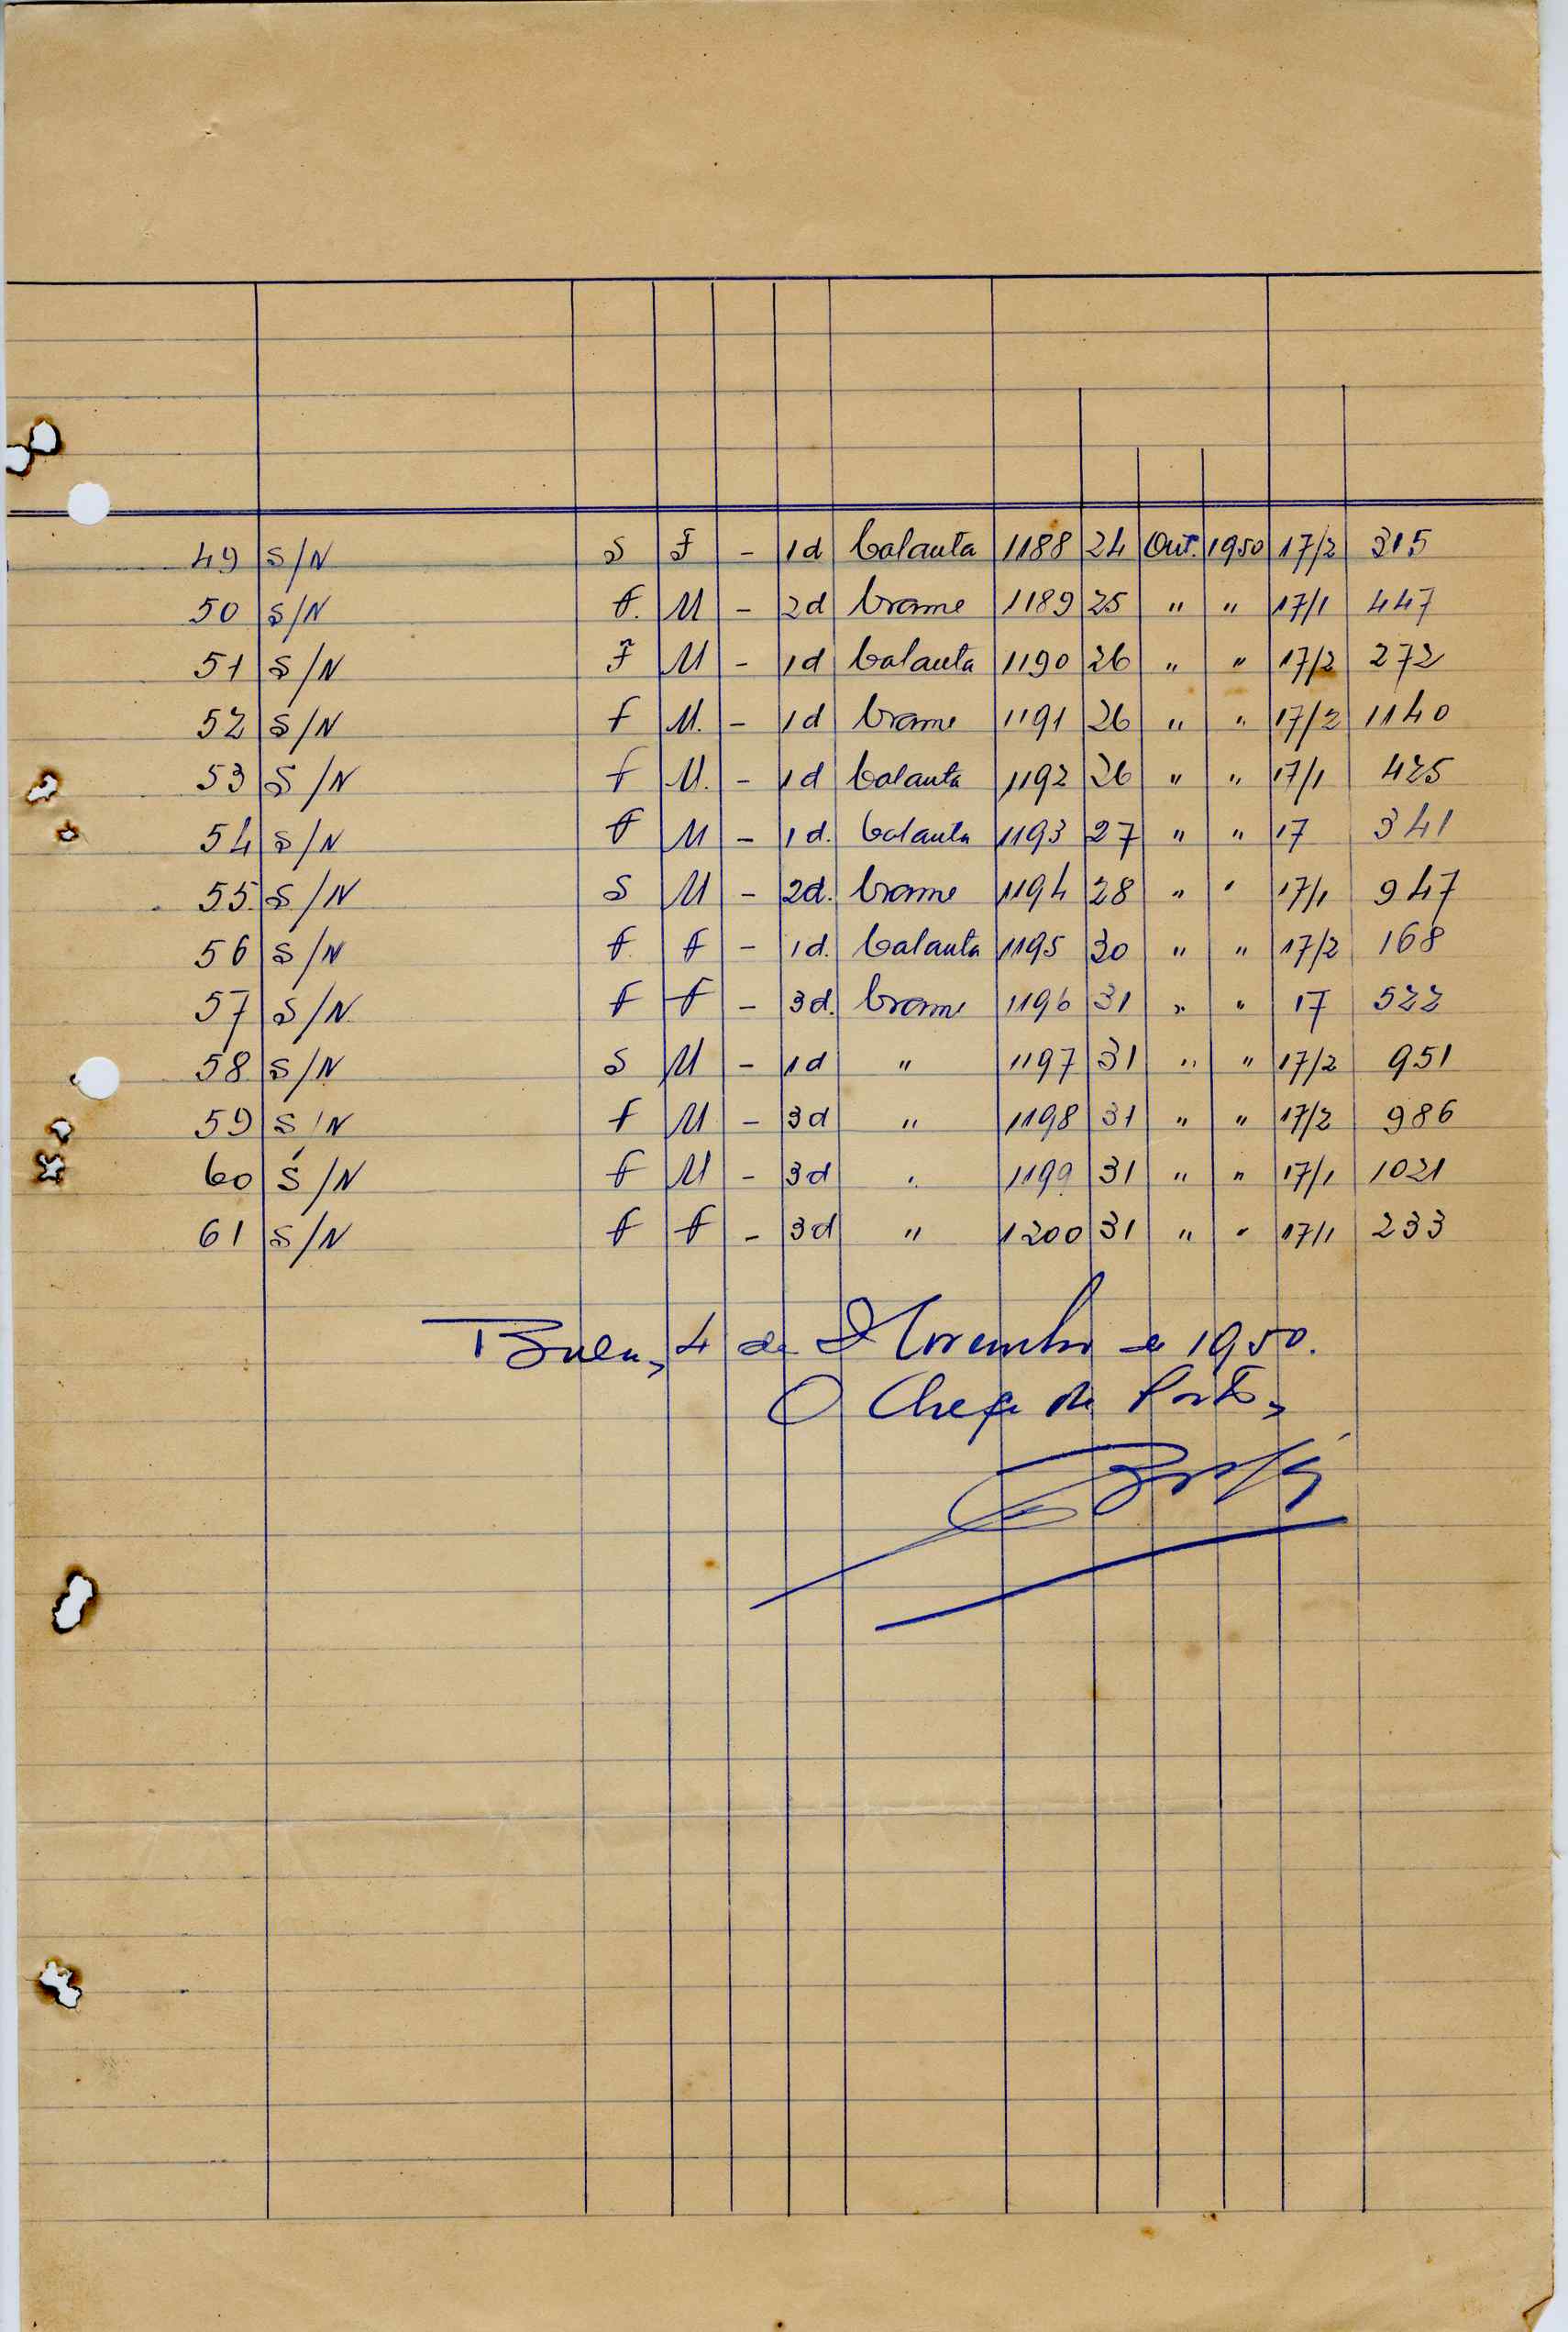 49 S/N S F - 1d balanta 1188 24 Out. 1950 17/2 315
50 S/N f. M - 2d brame 1189 25 " " 17/1 447
51 S/N F M - 1d balanta 1190 26 " " 17/2 272
52 S/N f M. - 1d brame 1191 26 " " 17/2 1140
53 S/N f M. - 1d balanta 1192 26 " " 17/1 425
54 S/N f M - 1d. balanta 1193 27 " " 17 341
55. S/N S M - 2d. brame 1194 28 " " 17/1 947
56 S/N f. f - 1d. balanta 1195 30 " " 17/2 168
57 S/N. f f - 3d. brame 1196 31 " " 17 522
58 S/N S M - 1d " 1197 31 " " 17/2 951
59 S/N f M - 3d " 1198 31 " " 17/2 986
60 S/N f M - 3d " 1199 31 " " 17/1 1021
61 S/N f f - 3d " 1200 31 " " 17/1 233
Bula, 4 de Novembro de 1950.
O Chefe de Posto,